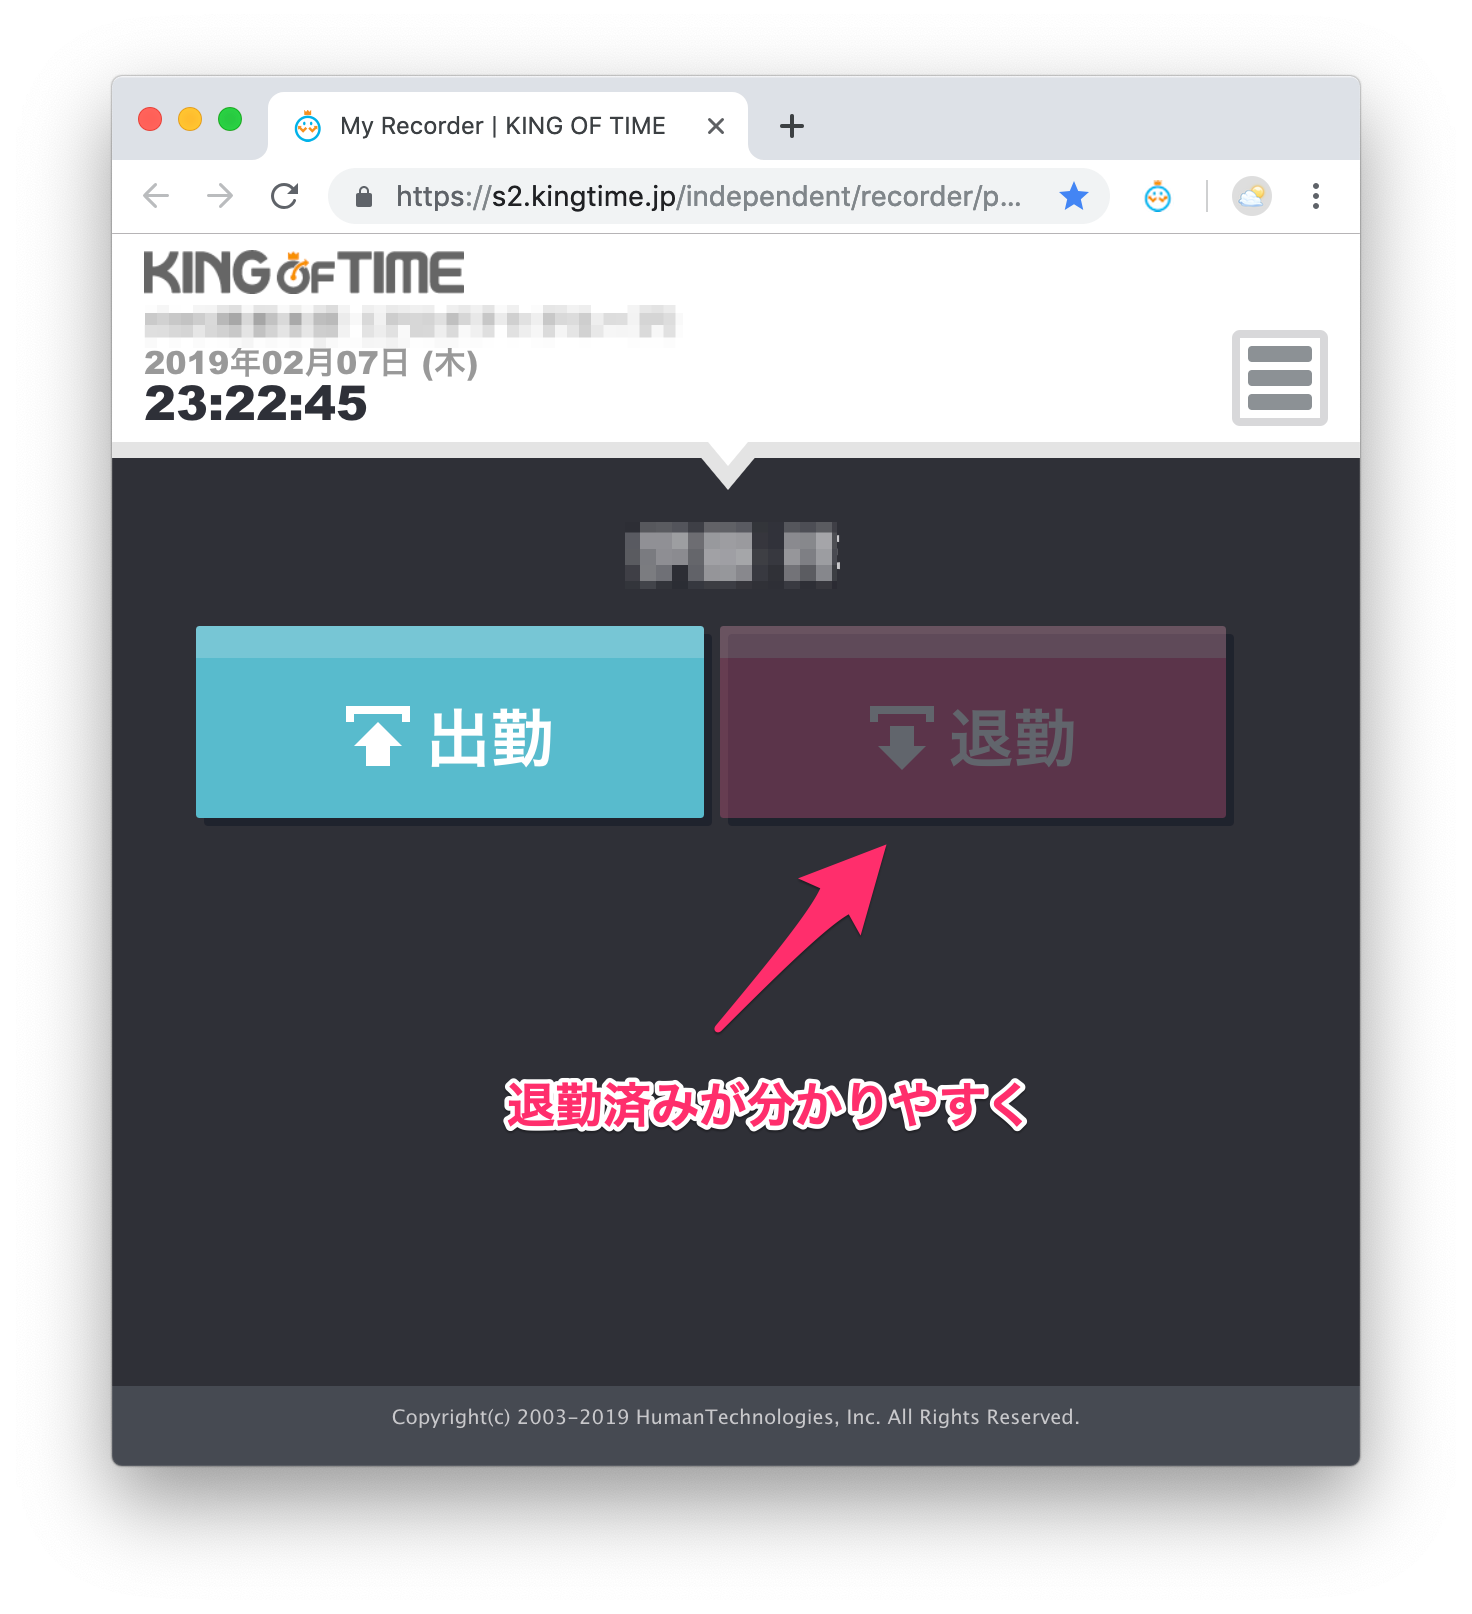 My Recorder | KING OF TIME
https://s2.kingtime.jp/independent/recorder/p...
KING OF TIME
2019年02月07日 (木)
23:22:45
出勤
退勤
退勤済みが分かりやすく
Copyright(c) 2003-2019 HumanTechnologies, Inc. All Rights Reserved.